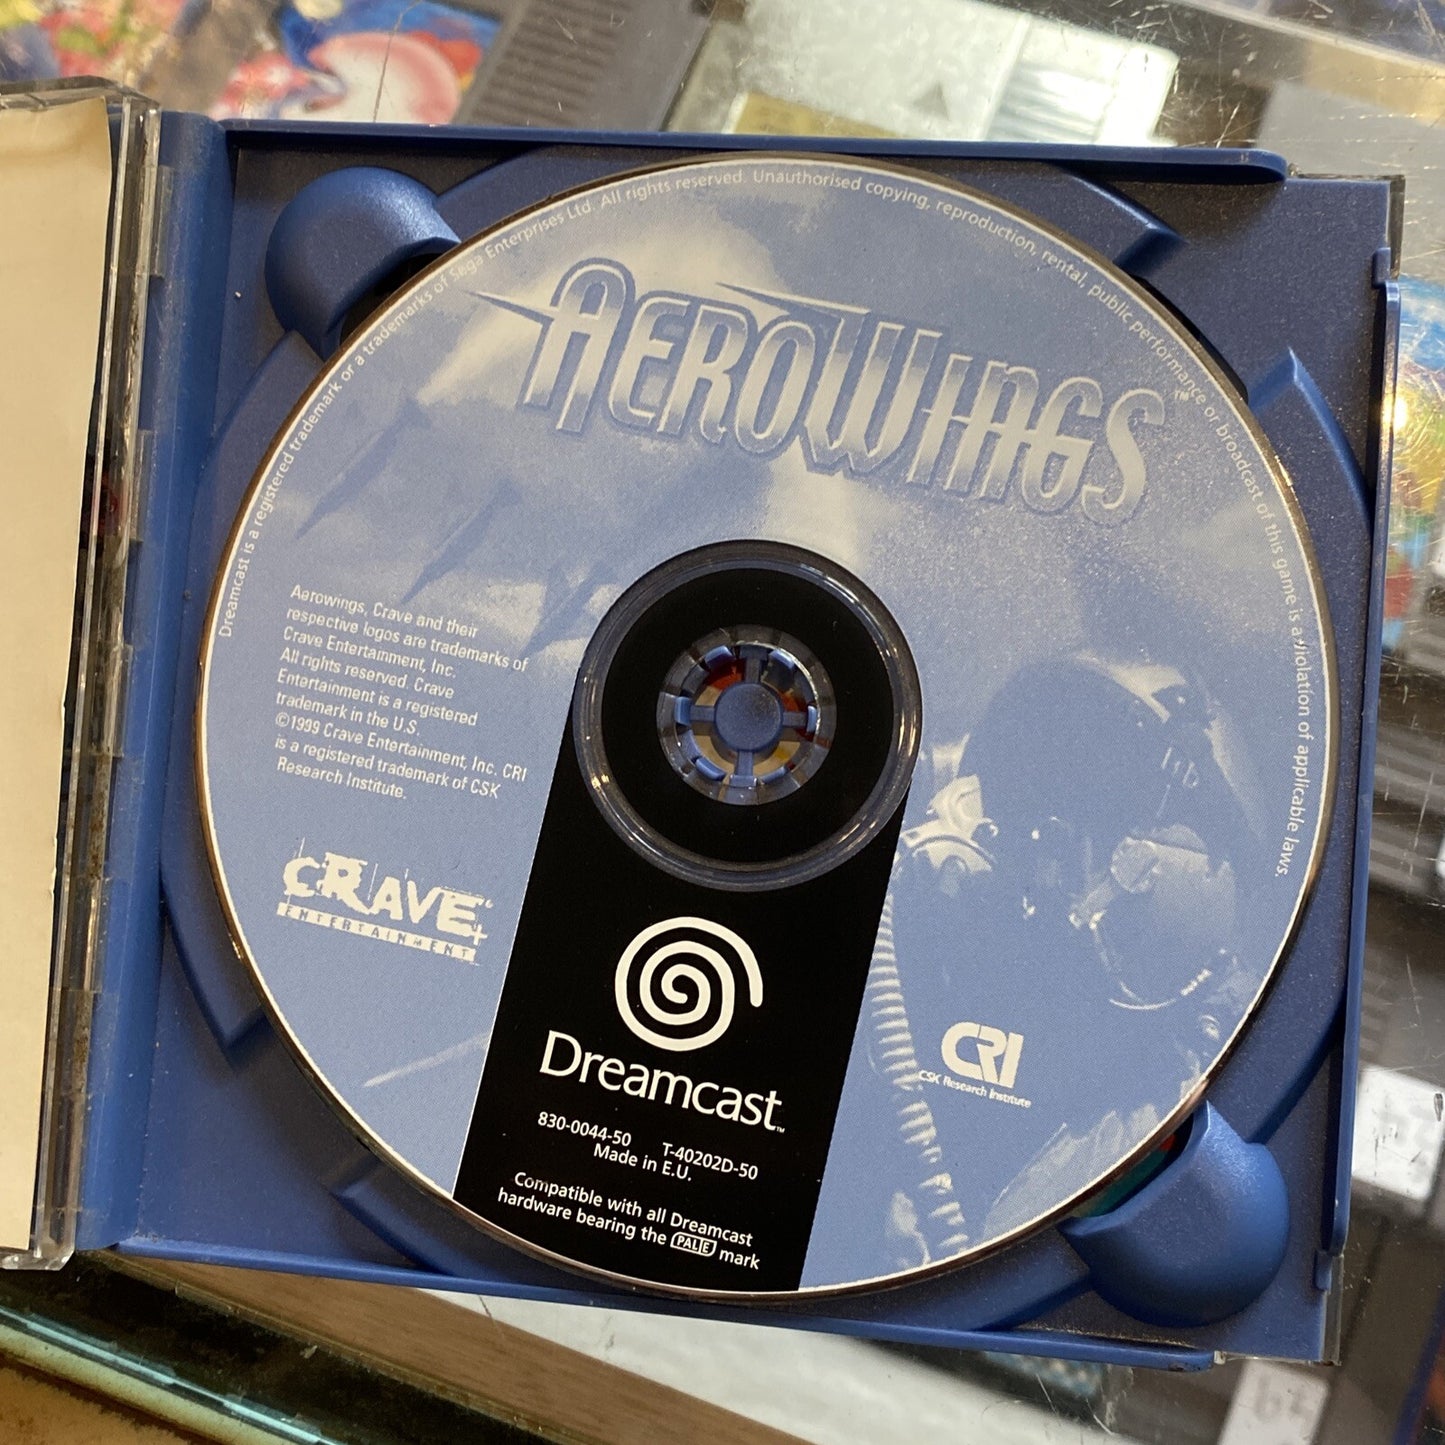 Dreamcast is a registered trademark or a trademarks of Sega Enterprises Ltd. All rights reserved. Unauthorised copying, reproduction, rental, public performance or broadcast of this game is a violation of applicable laws.
AEROWINGS™
Aerowings, Crave and their
respective logos are trademarks of
Crave Entertainment, Inc.
All rights reserved. Crave
Entertainment is a registered
trademark in the U.S.
©1999 Crave Entertainment, Inc. CRI
is a registered trademark of CSK
Research Institute.
CRAVE
ENTERTAINMENT
CRI
CSK Research Institute
Dreamcast™
830-0044-50 T-40202D-50
Made in E.U.
Compatible with all Dreamcast
hardware bearing the PAL/E mark